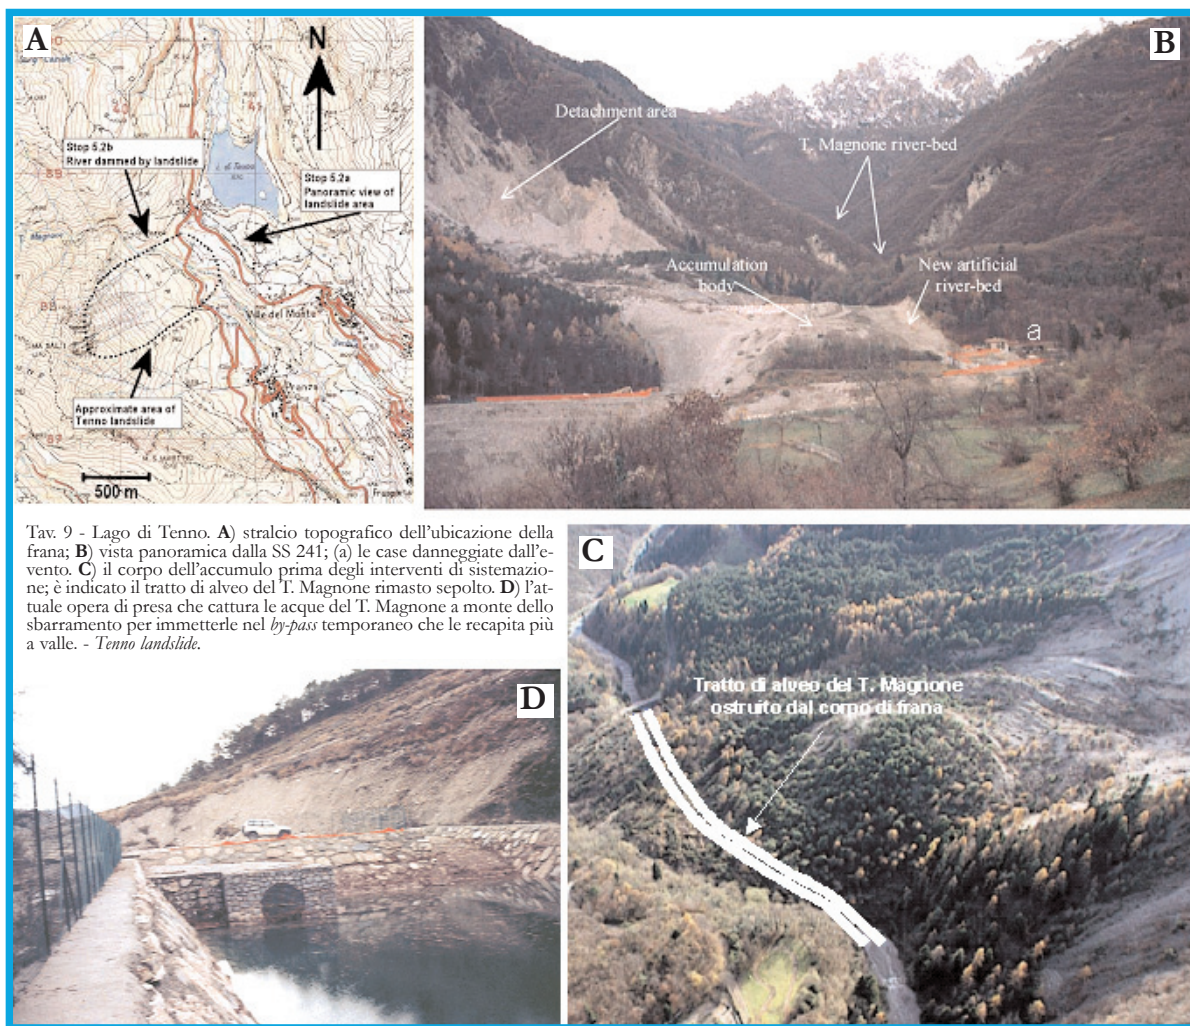 A
N
Stop 5.2b
River dammed by landslide
Stop 5.2a
Panoramic view of
landslide area
Ville del Monte
Pranzo
Approximate area of
Tenno landslide
500 m
B
Detachment area
T. Magnone river-bed
Accumulation
body
New artificial
river-bed
a
Tav. 9 - Lago di Tenno. A) stralcio topografico dell'ubicazione della
frana; B) vista panoramica dalla SS 241; (a) le case danneggiate dall'e-
vento. C) il corpo dell'accumulo prima degli interventi di sistemazio-
ne; è indicato il tratto di alveo del T. Magnone rimasto sepolto. D) l'at-
tuale opera di presa che cattura le acque del T. Magnone a monte dello
sbarramento per immetterle nel by-pass temporaneo che le recapita più
a valle. - Tenno landslide.
C
Tratto di alveo del T. Magnone
ostruito dal corpo di frana
D